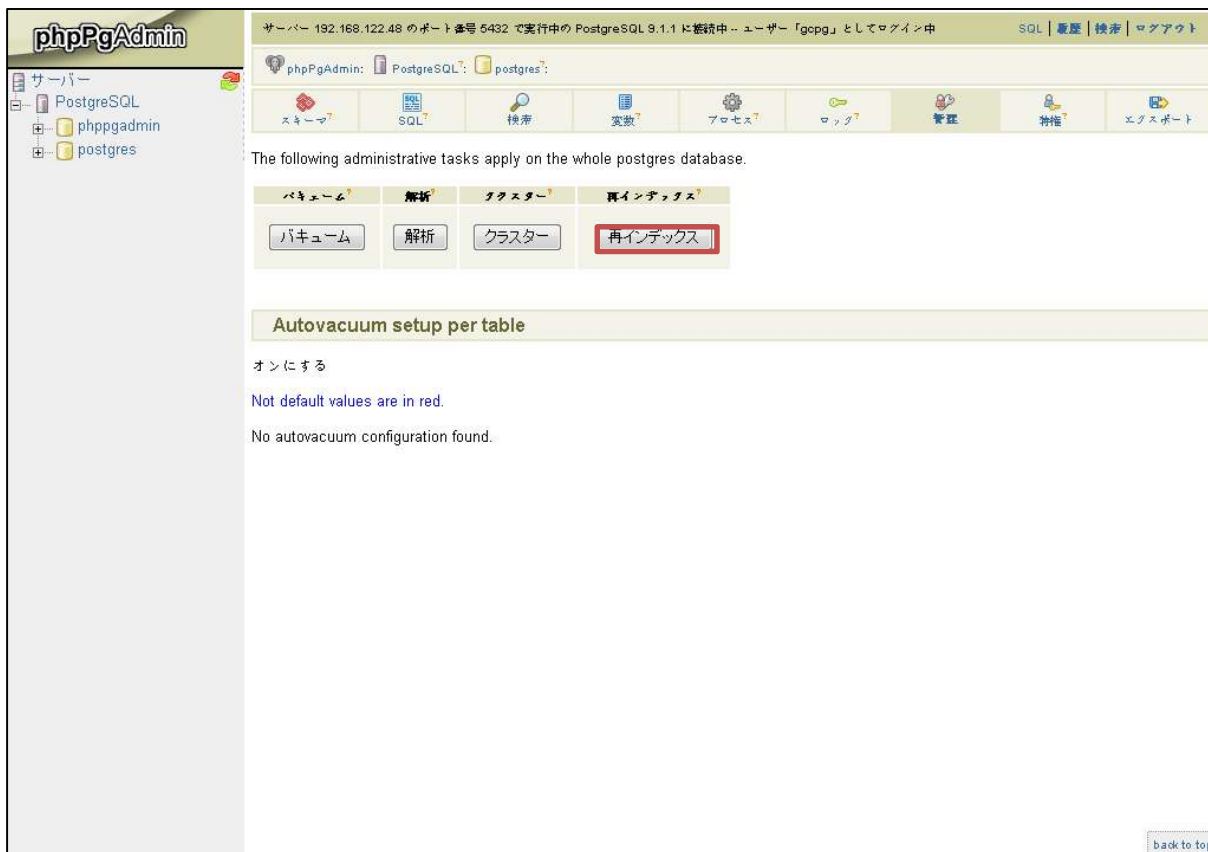 phpPgAdmin
サーバー
PostgreSQL
phppgadmin
postgres
サーバー 192.168.122.48 のポート番号 5432 で実行中の PostgreSQL 9.1.1 に接続中 -- ユーザー 「gopg」としてログイン中
SQL | 履歴 | 検索 | ログアウト
phpPgAdmin: PostgreSQL?: postgres?:
スキーマ? SQL? 検索 変数? プロセス? ロック? 管理 特権? エクスポート
The following administrative tasks apply on the whole postgres database.
バキューム? 解析? クラスター? 再インデックス?
バキューム 解析 クラスター 再インデックス
Autovacuum setup per table
オンにする
Not default values are in red.
No autovacuum configuration found.
back to top